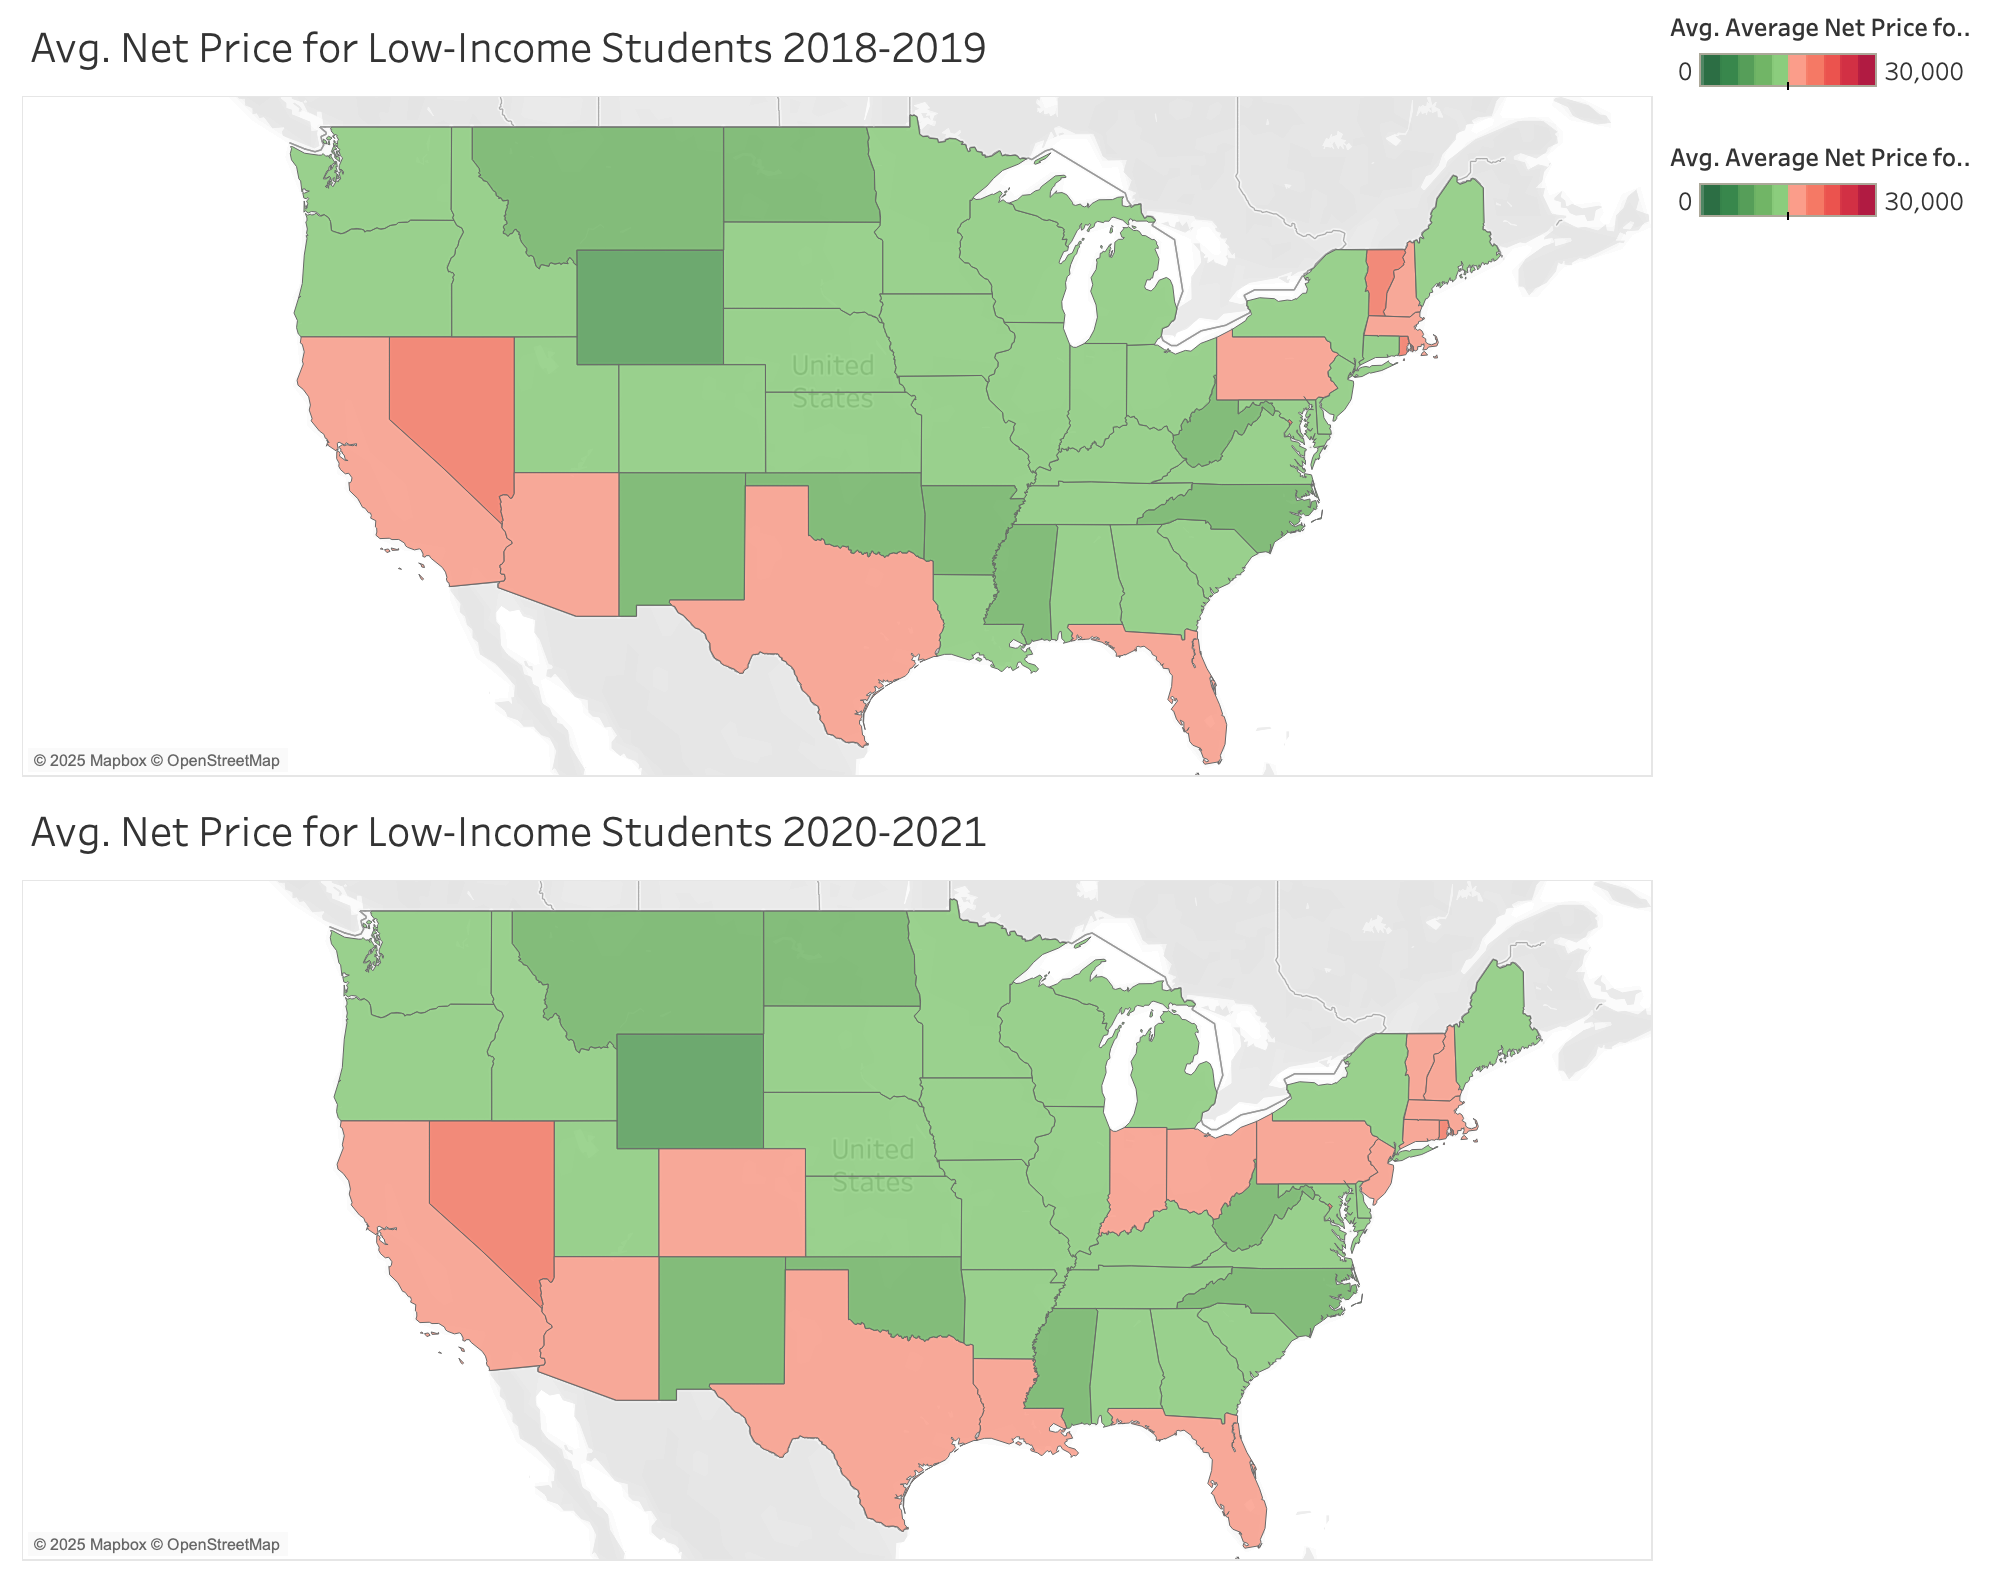 Avg. Net Price for Low-Income Students 2018-2019
Avg. Average Net Price fo..
0 30,000
Avg. Average Net Price fo..
0 30,000
United
States
© 2025 Mapbox © OpenStreetMap
Avg. Net Price for Low-Income Students 2020-2021
United
States
© 2025 Mapbox © OpenStreetMap